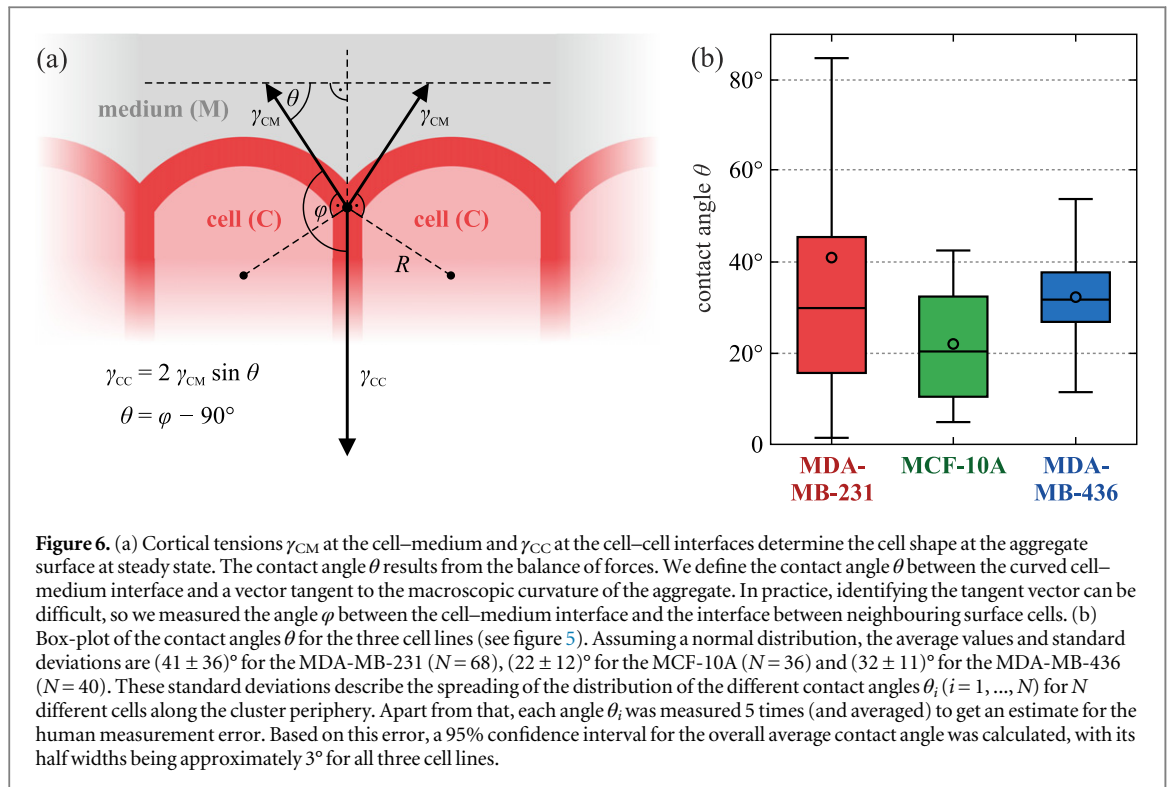 (a)
medium (M)
θ
γCM
γCM
cell (C)
φ
cell (C)
R
γCC
γCC = 2 γCM sin θ
θ = φ − 90°
(b)
contact angle θ
80°
60°
40°
20°
0
MDA-
MB-231
MCF-10A
MDA-
MB-436
Figure 6. (a) Cortical tensions γCM at the cell–medium and γCC at the cell–cell interfaces determine the cell shape at the aggregate
surface at steady state. The contact angle θ results from the balance of forces. We define the contact angle θ between the curved cell–
medium interface and a vector tangent to the macroscopic curvature of the aggregate. In practice, identifying the tangent vector can be
difficult, so we measured the angle φ between the cell–medium interface and the interface between neighbouring surface cells. (b)
Box-plot of the contact angles θ for the three cell lines (see figure 5). Assuming a normal distribution, the average values and standard
deviations are (41 ± 36)° for the MDA-MB-231 (N = 68), (22 ± 12)° for the MCF-10A (N = 36) and (32 ± 11)° for the MDA-MB-436
(N = 40). These standard deviations describe the spreading of the distribution of the different contact angles θi (i = 1, ..., N) for N
different cells along the cluster periphery. Apart from that, each angle θi was measured 5 times (and averaged) to get an estimate for the
human measurement error. Based on this error, a 95% confidence interval for the overall average contact angle was calculated, with its
half widths being approximately 3° for all three cell lines.